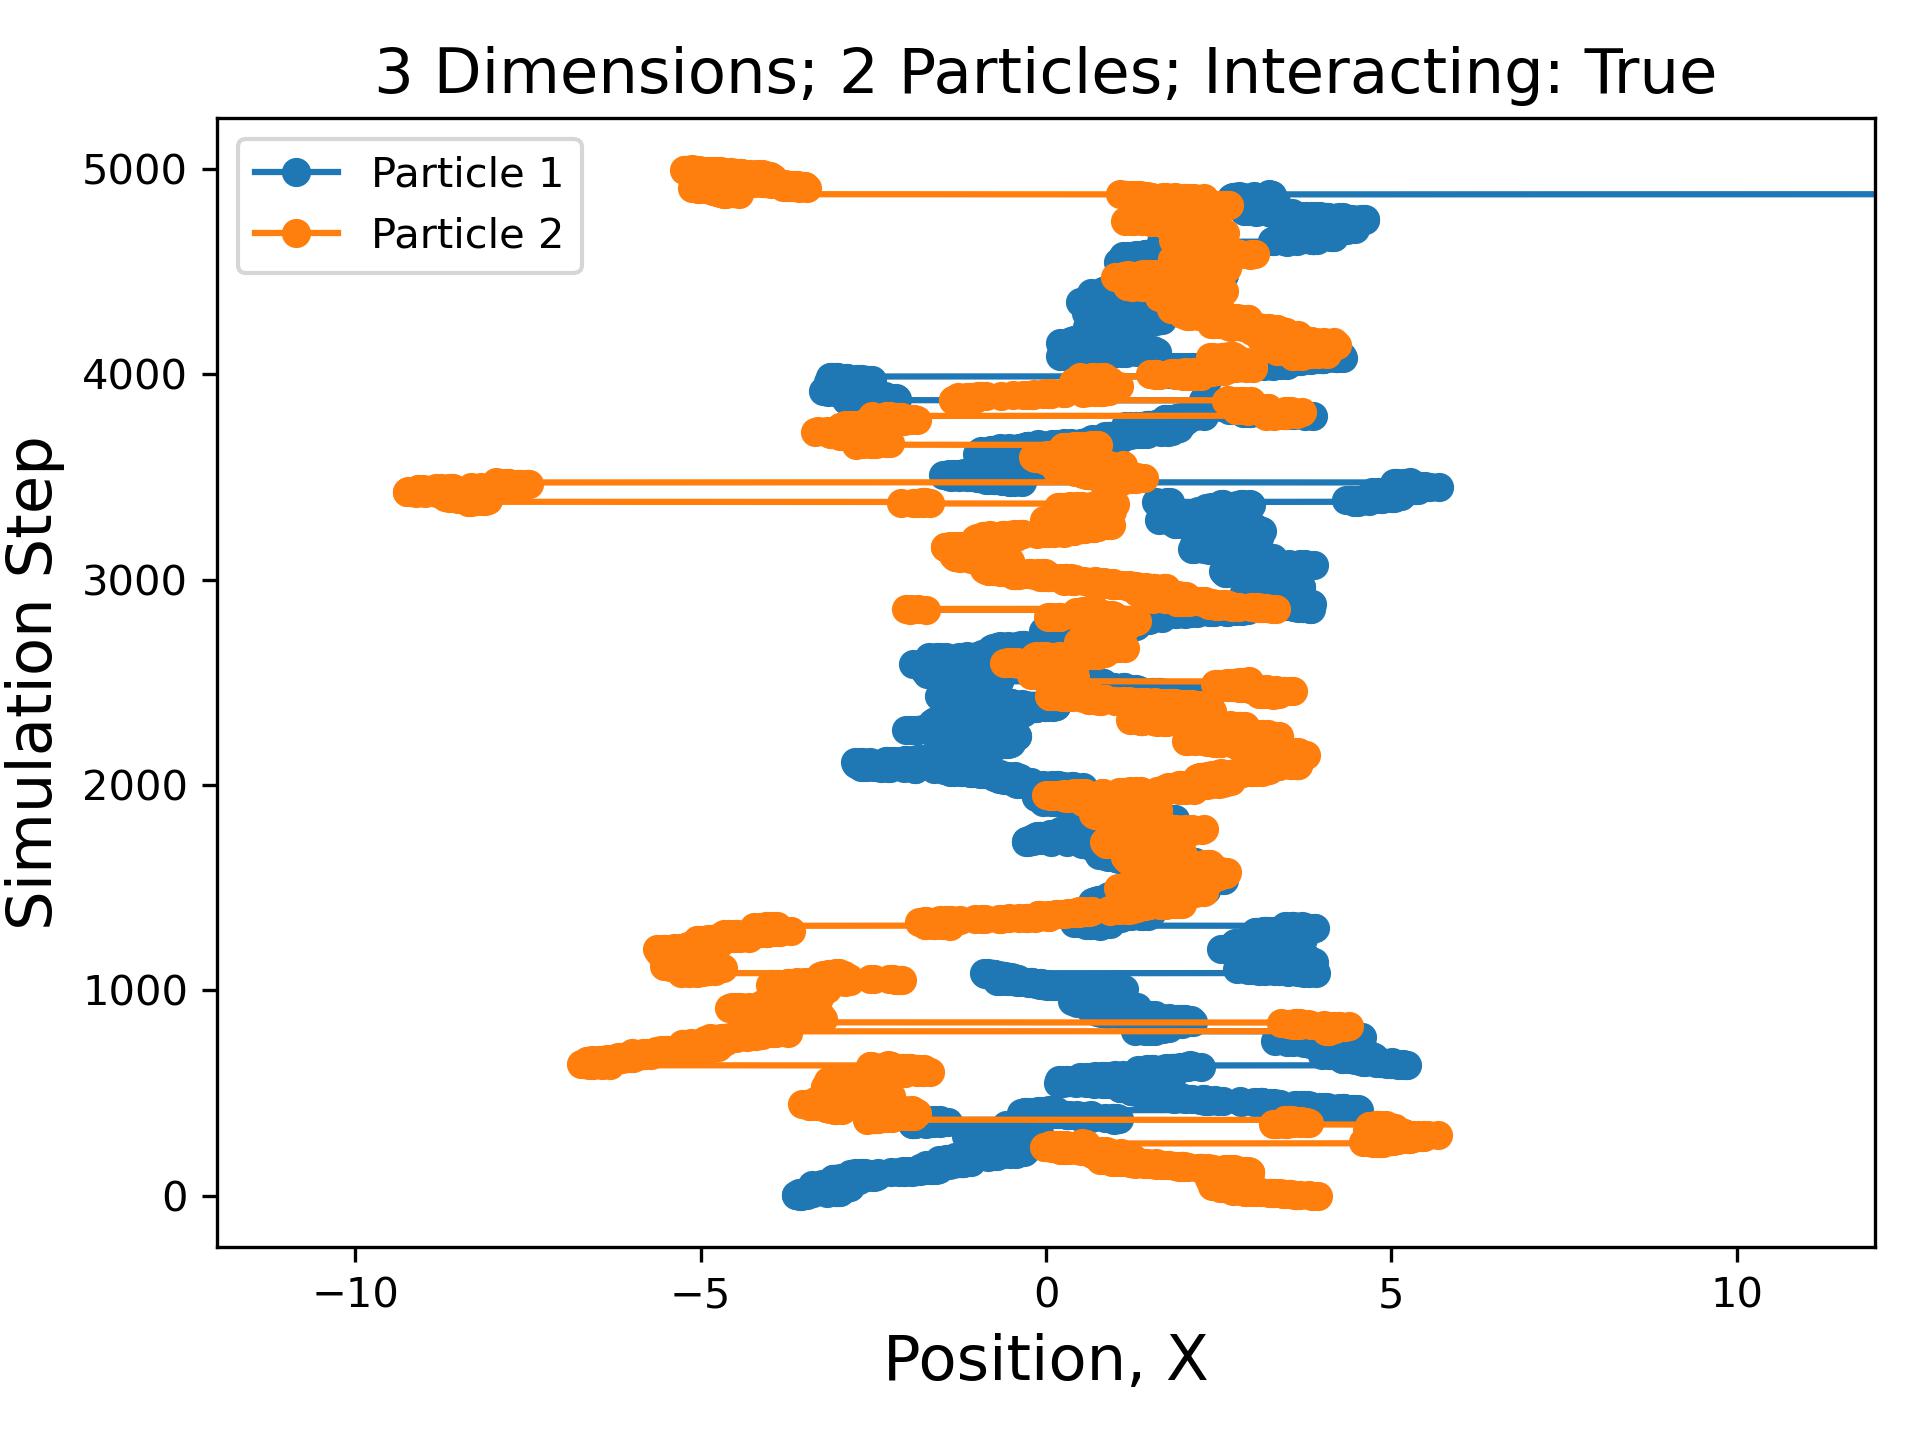 3 Dimensions; 2 Particles; Interacting: True
Particle 1
Particle 2
Simulation Step
5000
4000
3000
2000
1000
0
−10
−5
0
5
10
Position, X